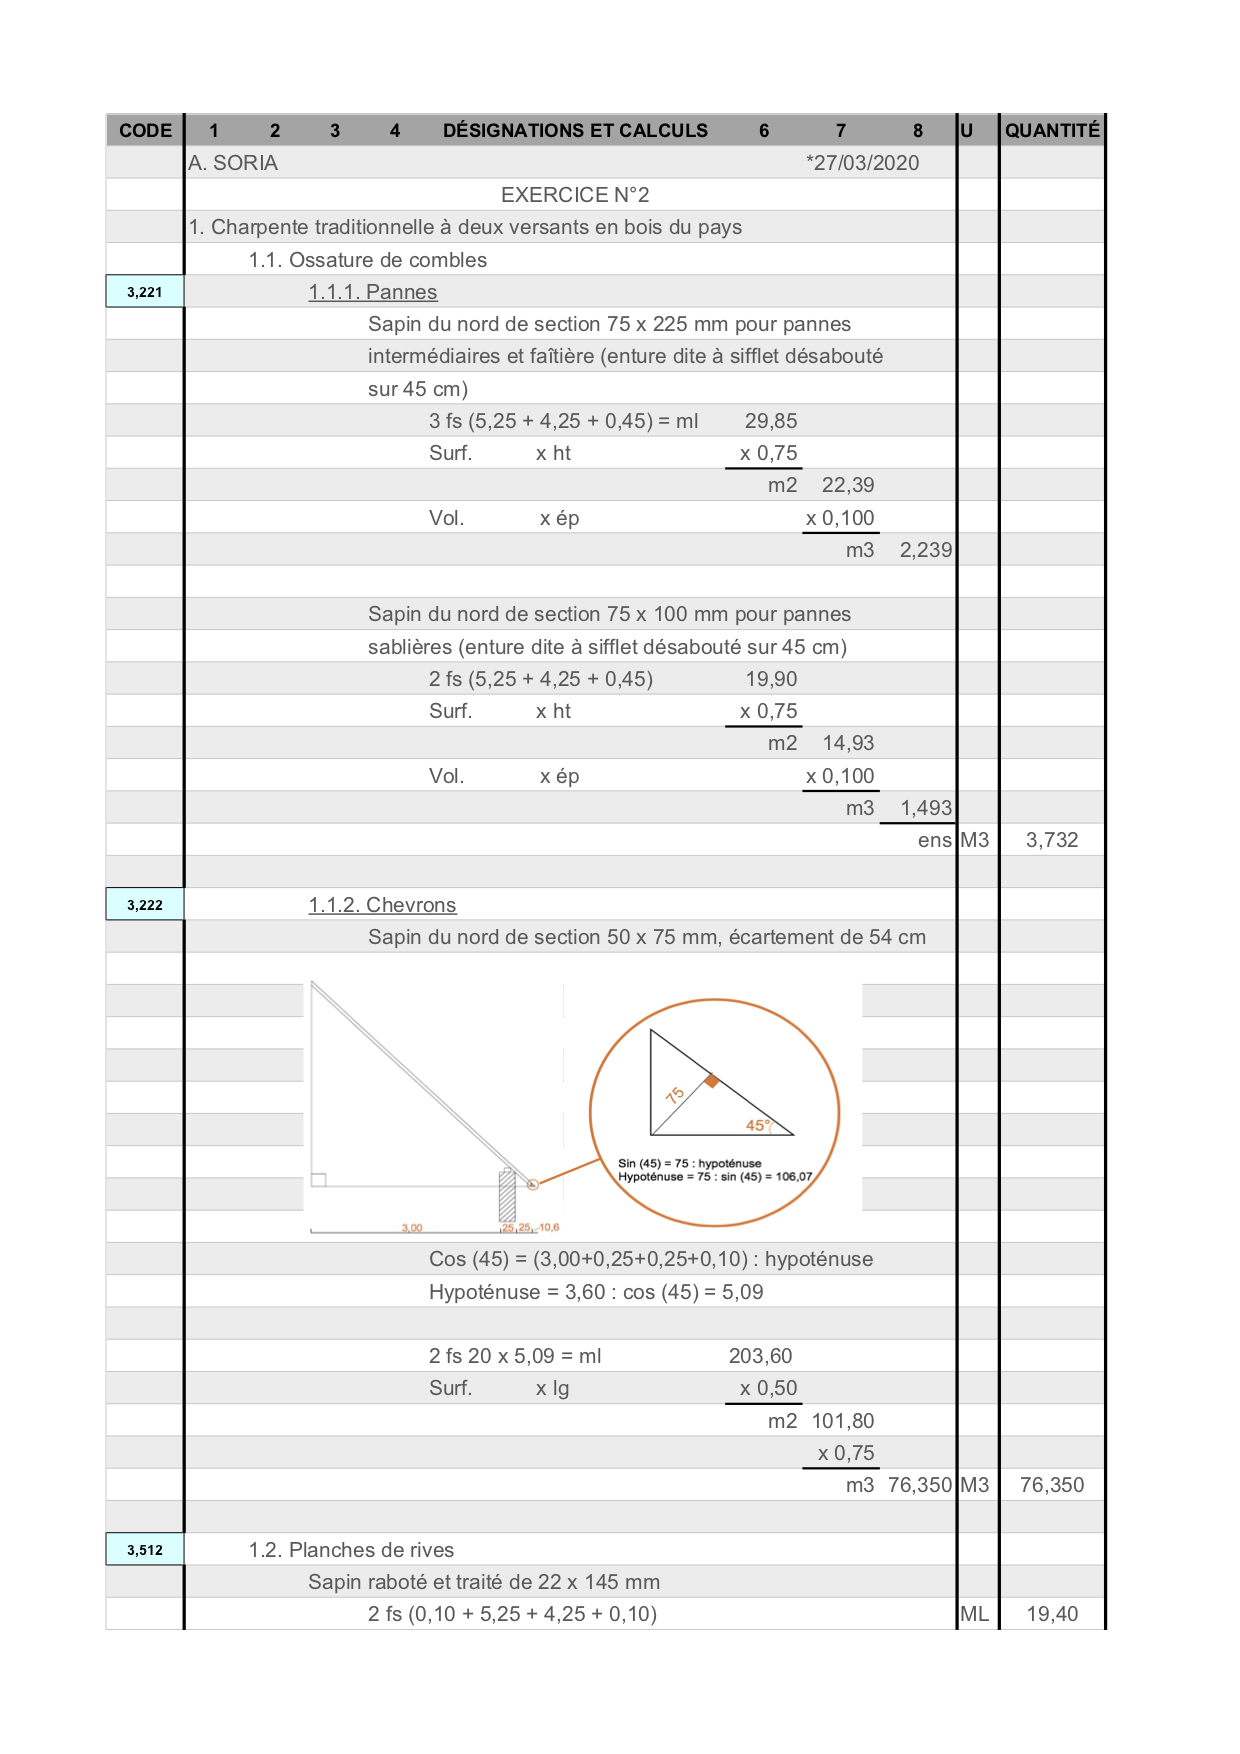 CODE 1 2 3 4 DÉSIGNATIONS ET CALCULS 6 7 8 U QUANTITÉ
A. SORIA *27/03/2020
EXERCICE N°2
1. Charpente traditionnelle à deux versants en bois du pays
1.1. Ossature de combles
3,221 1.1.1. Pannes
Sapin du nord de section 75 x 225 mm pour pannes
intermédiaires et faîtière (enture dite à sifflet désabouté
sur 45 cm)
3 fs (5,25 + 4,25 + 0,45) = ml 29,85
Surf. x ht x 0,75
m2 22,39
Vol. x ép x 0,100
m3 2,239
Sapin du nord de section 75 x 100 mm pour pannes
sablières (enture dite à sifflet désabouté sur 45 cm)
2 fs (5,25 + 4,25 + 0,45) 19,90
Surf. x ht x 0,75
m2 14,93
Vol. x ép x 0,100
m3 1,493
ens M3 3,732
3,222 1.1.2. Chevrons
Sapin du nord de section 50 x 75 mm, écartement de 54 cm
75
45°
Sin (45) = 75 : hypoténuse
Hypoténuse = 75 : sin (45) = 106,07
3,00 25 25 10,6
Cos (45) = (3,00+0,25+0,25+0,10) : hypoténuse
Hypoténuse = 3,60 : cos (45) = 5,09
2 fs 20 x 5,09 = ml 203,60
Surf. x lg x 0,50
m2 101,80
x 0,75
m3 76,350 M3 76,350
3,512 1.2. Planches de rives
Sapin raboté et traité de 22 x 145 mm
2 fs (0,10 + 5,25 + 4,25 + 0,10) ML 19,40